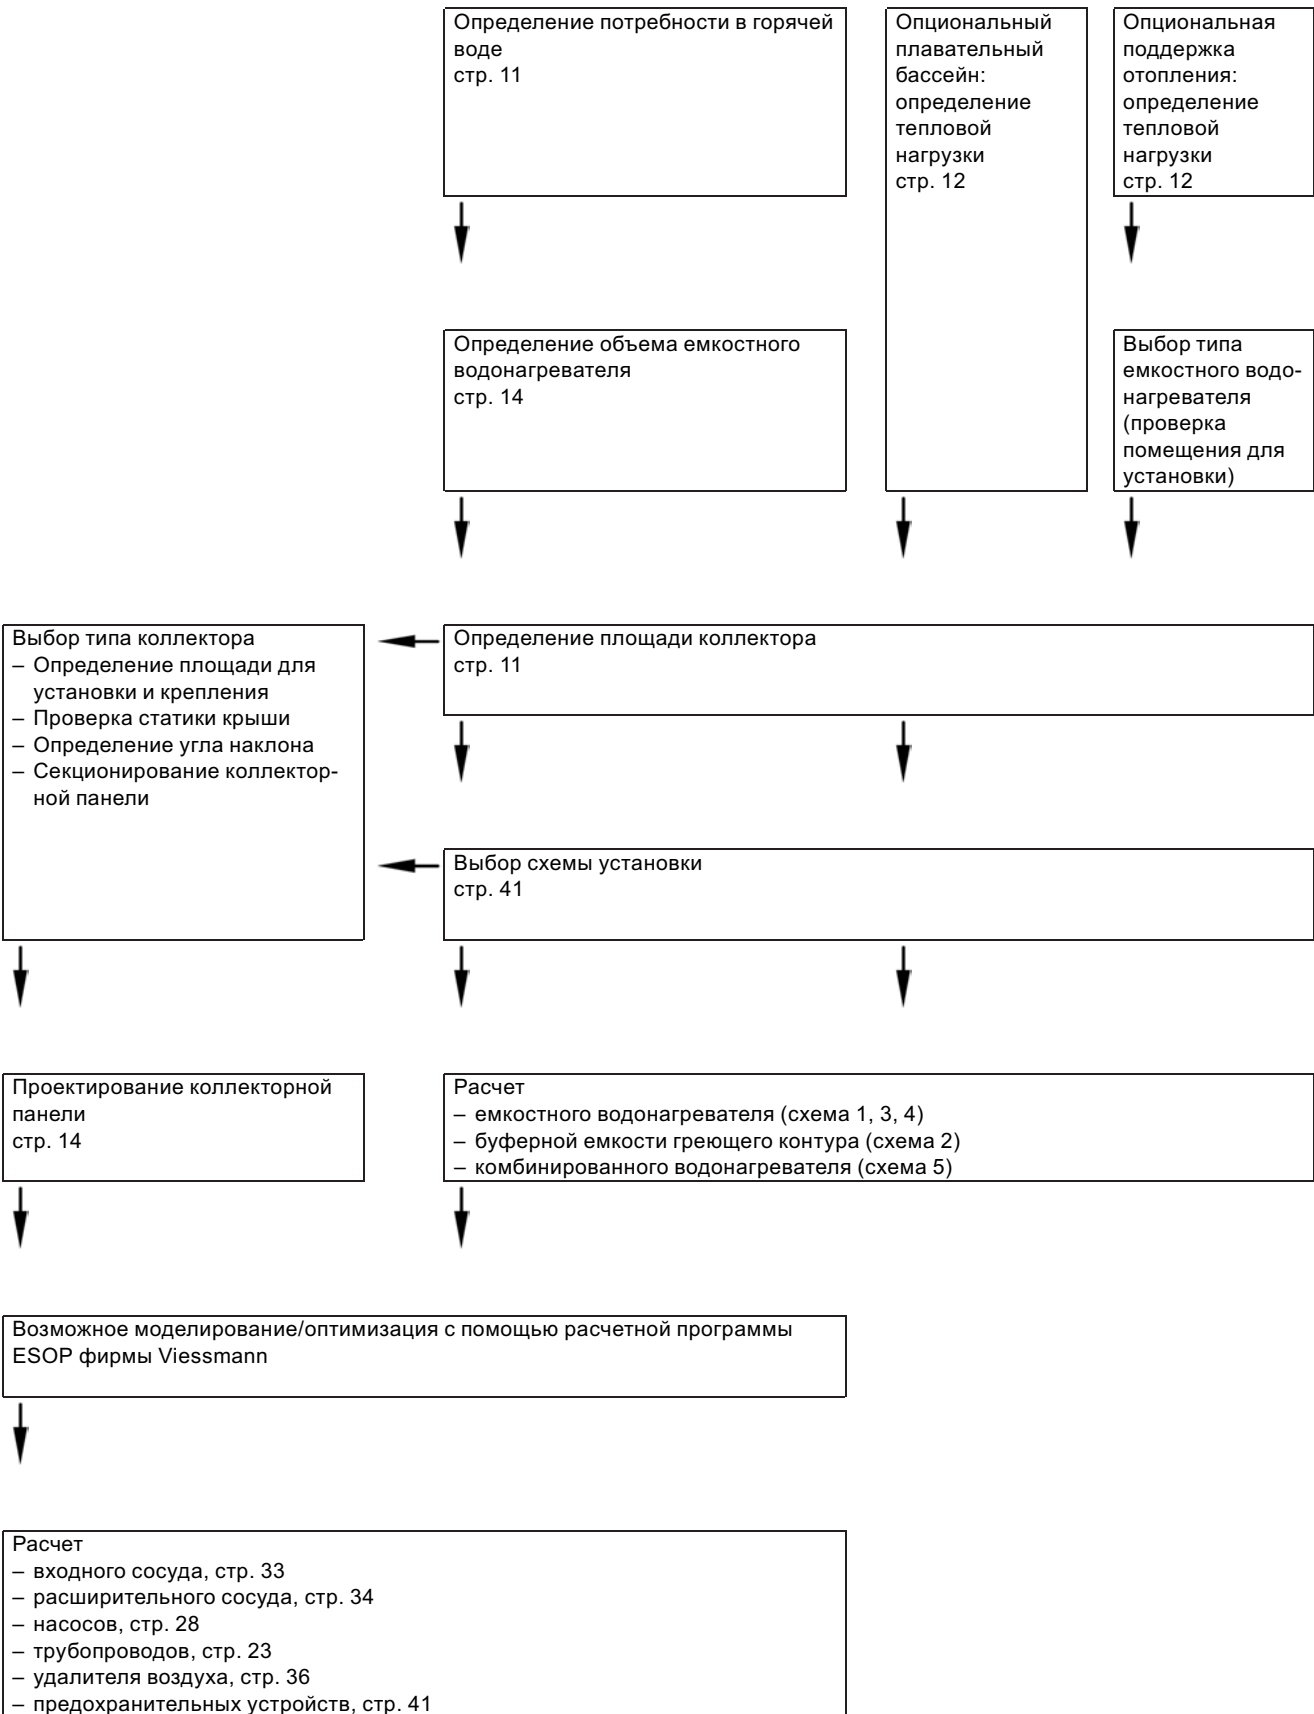 Определение потребности в горячей
воде
стр. 11
Опциональный
плавательный
бассейн:
определение
тепловой
нагрузки
стр. 12
Опциональная
поддержка
отопления:
определение
тепловой
нагрузки
стр. 12
Определение объема емкостного
водонагревателя
стр. 14
Выбор типа
емкостного водо-
нагревателя
(проверка
помещения для
установки)
Выбор типа коллектора
– Определение площади для
установки и крепления
– Проверка статики крыши
– Определение угла наклона
– Секционирование коллектор-
ной панели
Определение площади коллектора
стр. 11
Выбор схемы установки
стр. 41
Проектирование коллекторной
панели
стр. 14
Расчет
– емкостного водонагревателя (схема 1, 3, 4)
– буферной емкости греющего контура (схема 2)
– комбинированного водонагревателя (схема 5)
Возможное моделирование/оптимизация с помощью расчетной программы
ESOP фирмы Viessmann
Расчет
– входного сосуда, стр. 33
– расширительного сосуда, стр. 34
– насосов, стр. 28
– трубопроводов, стр. 23
– удалителя воздуха, стр. 36
– предохранительных устройств, стр. 41